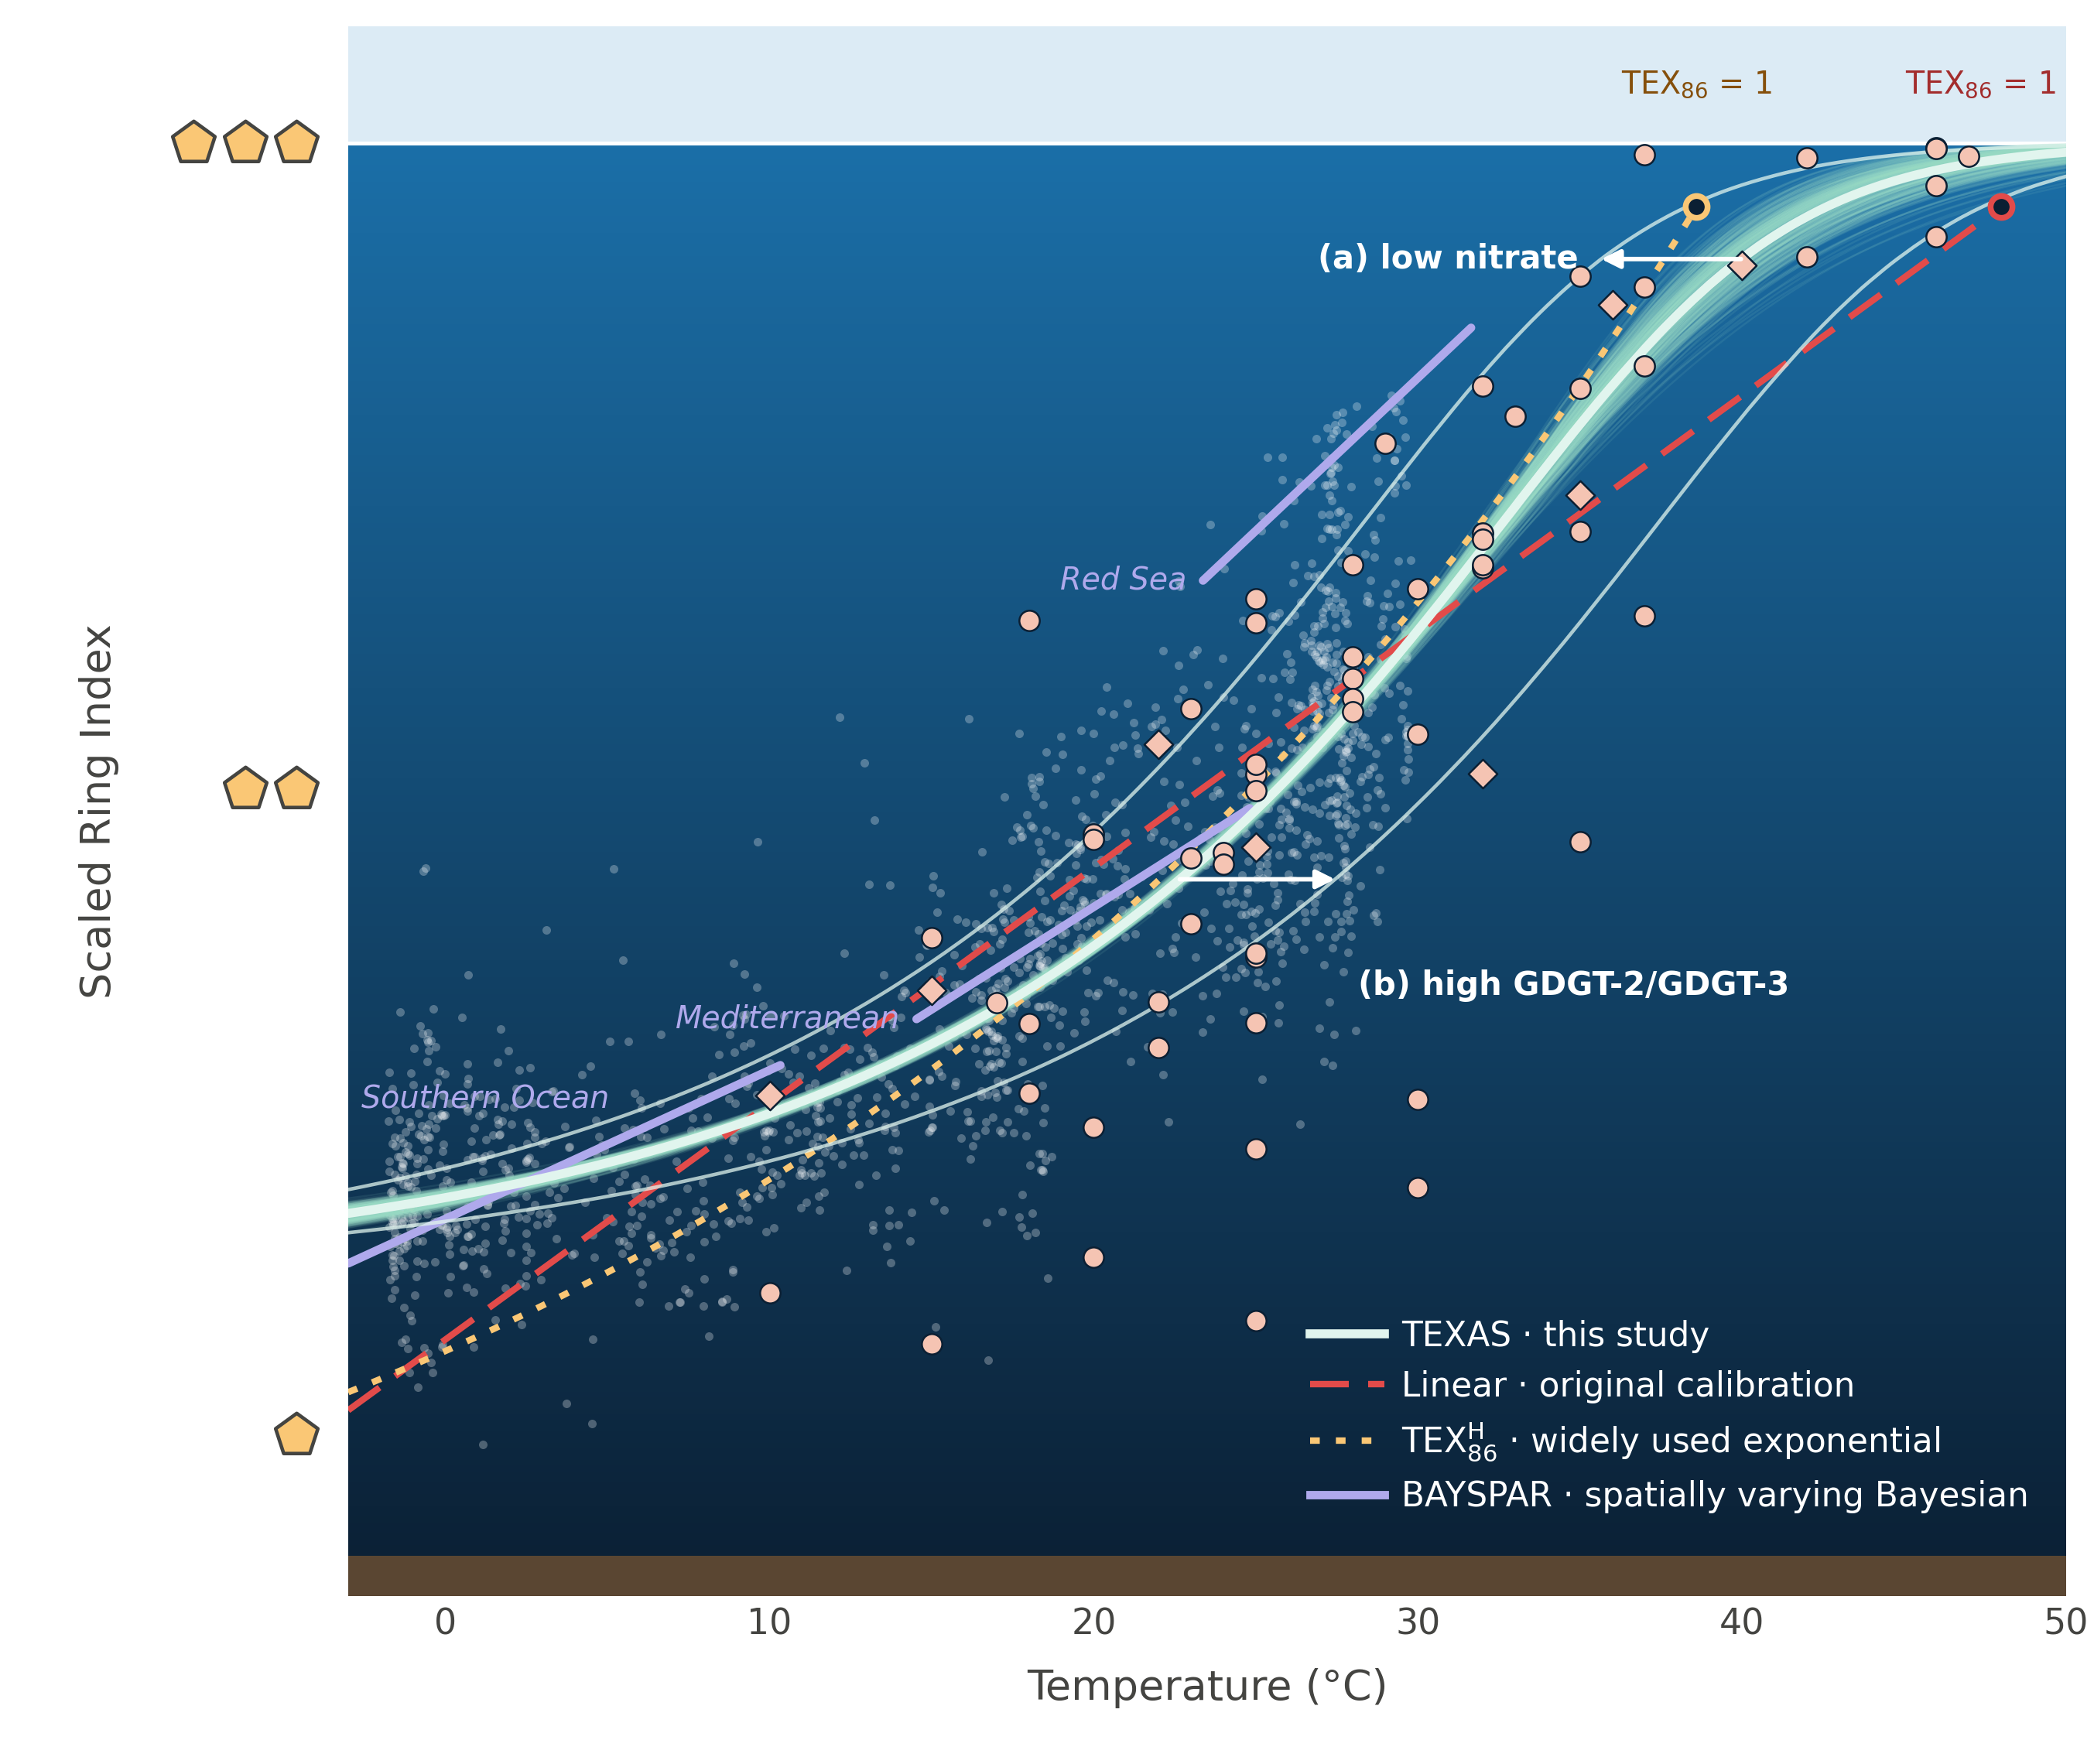 TEX₈₆ = 1
TEX₈₆ = 1
(a) low nitrate
Red Sea
Mediterranean
Southern Ocean
(b) high GDGT-2/GDGT-3
TEXAS · this study
Linear · original calibration
TEX₈₆ᴴ · widely used exponential
BAYSPAR · spatially varying Bayesian
Scaled Ring Index
0 10 20 30 40 50
Temperature (°C)